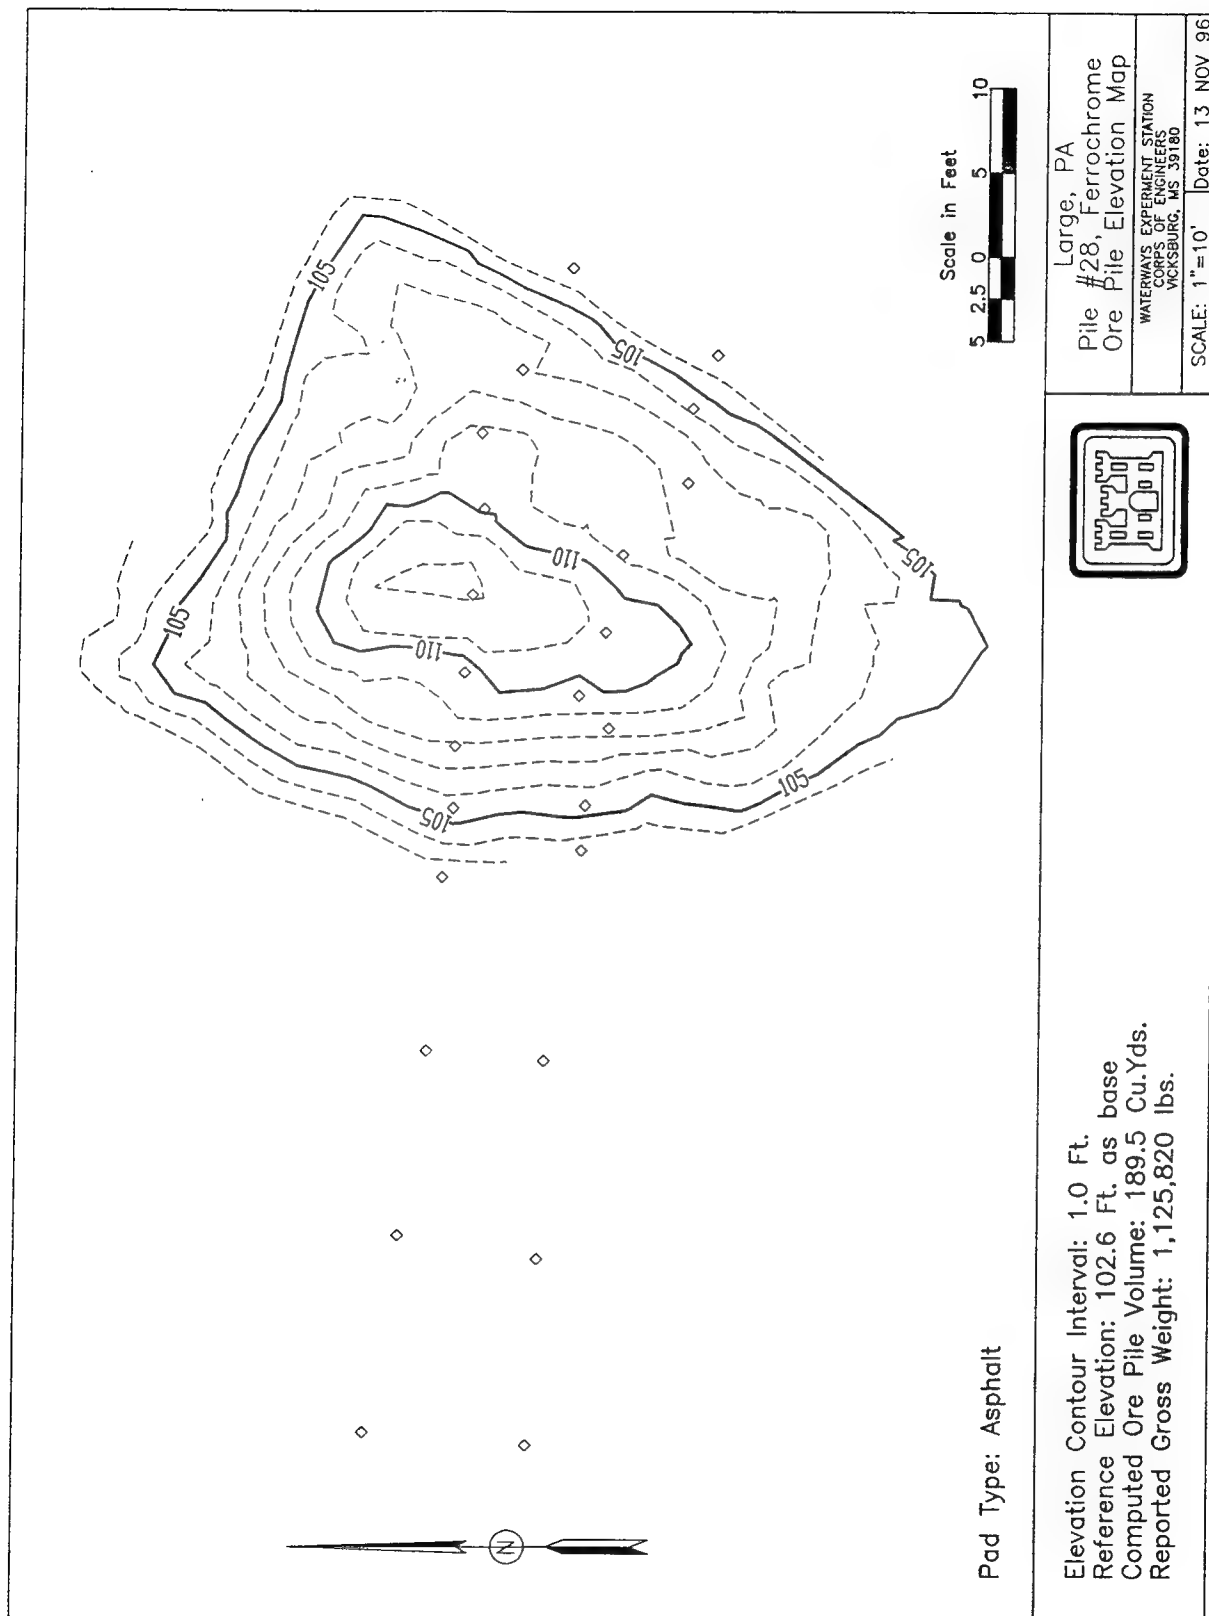 105
105
105
105
105
110
110
N
Scale in Feet
5 2.5 0 5 10
Pad Type: Asphalt
Elevation Contour Interval: 1.0 Ft.
Reference Elevation: 102.6 Ft. as base
Computed Ore Pile Volume: 189.5 Cu.Yds.
Reported Gross Weight: 1,125,820 lbs.
Large, PA
Pile #28, Ferrochrome
Ore Pile Elevation Map
WATERWAYS EXPERMENT STATION
CORPS OF ENGINEERS
VICKSBURG, MS 39180
SCALE: 1"=10'
Date: 13 NOV 96